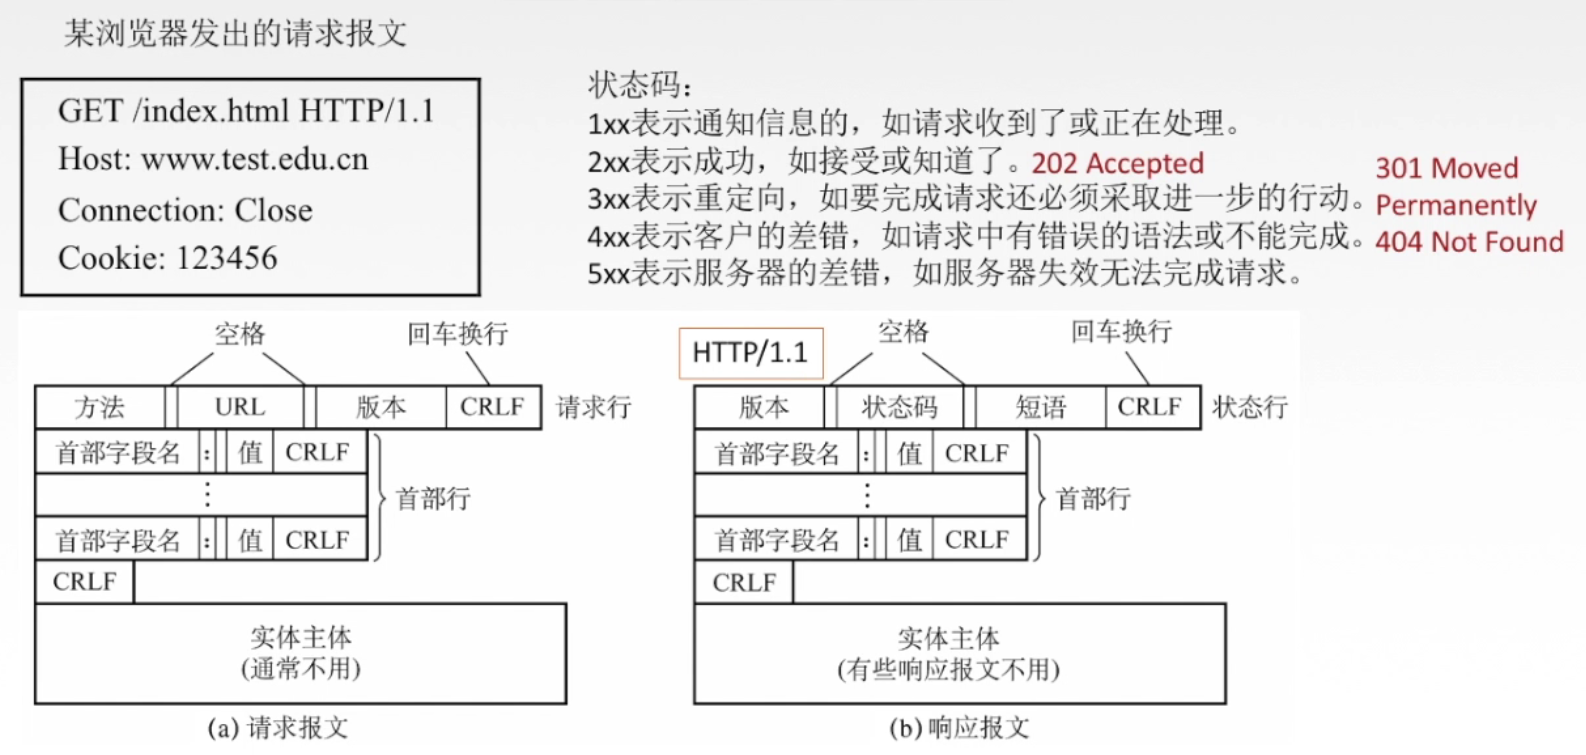 某浏览器发出的请求报文
GET /index.html HTTP/1.1
Host: www.test.edu.cn
Connection: Close
Cookie: 123456
状态码：
1xx表示通知信息的，如请求收到了或正在处理。
2xx表示成功，如接受或知道了。202 Accepted
3xx表示重定向，如要完成请求还必须采取进一步的行动。301 Moved Permanently
4xx表示客户的差错，如请求中有错误的语法或不能完成。404 Not Found
5xx表示服务器的差错，如服务器失效无法完成请求。
空格 回车换行
方法 URL 版本 CRLF 请求行
首部字段名 : 值 CRLF
⋮ 首部行
首部字段名 : 值 CRLF
CRLF
实体主体
(通常不用)
(a) 请求报文
HTTP/1.1 空格 回车换行
版本 状态码 短语 CRLF 状态行
首部字段名 : 值 CRLF
⋮ 首部行
首部字段名 : 值 CRLF
CRLF
实体主体
(有些响应报文不用)
(b) 响应报文